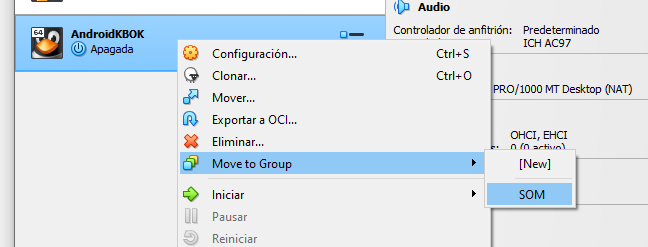 Audio
64
AndroidKBOK
Apagada
Controlador de anfitrión: Predeterminado
ICH AC97
Configuración... Ctrl+S
Clonar... Ctrl+O
Mover...
PRO/1000 MT Desktop (NAT)
Exportar a OCI...
Eliminar...
OHCI, EHCI
0 (0 activo)
Move to Group
[New]
Iniciar
SOM
Pausar
Reiniciar